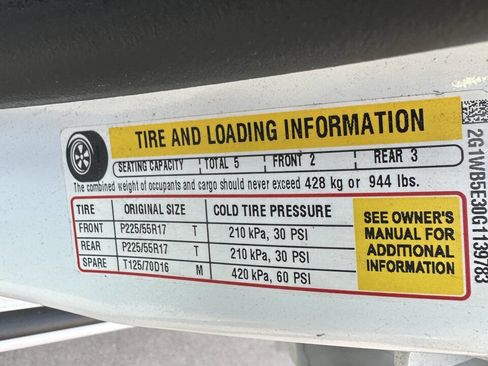 TIRE AND LOADING INFORMATION
SEATING CAPACITY TOTAL 5 FRONT 2 REAR 3
The combined weight of occupants and cargo should never exceed 428 kg or 944 lbs.
TIRE ORIGINAL SIZE COLD TIRE PRESSURE
FRONT P225/55R17 T 210 kPa, 30 PSI
REAR P225/55R17 T 210 kPa, 30 PSI
SPARE T125/70D16 M 420 kPa, 60 PSI
SEE OWNER'S
MANUAL FOR
ADDITIONAL
INFORMATION
2G1WB5E30G1139783